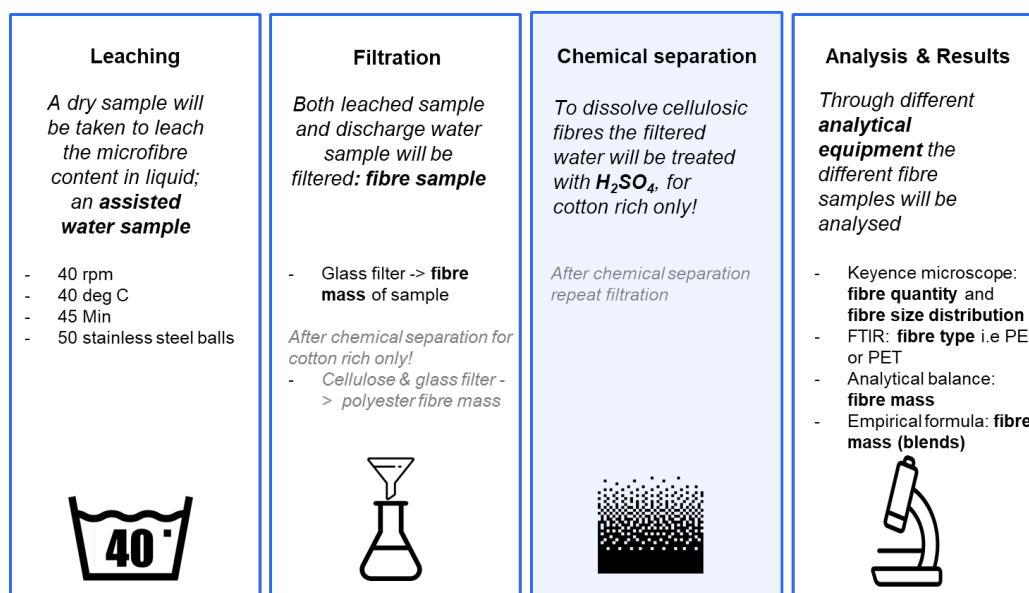 Leaching
A dry sample will
be taken to leach
the microfibre
content in liquid;
an assisted
water sample
- 40 rpm
- 40 deg C
- 45 Min
- 50 stainless steel balls
40
Filtration
Both leached sample
and discharge water
sample will be
filtered: fibre sample
- Glass filter -> fibre
mass of sample
After chemical separation for
cotton rich only!
- Cellulose & glass filter -
> polyester fibre mass
Chemical separation
To dissolve cellulosic
fibres the filtered
water will be treated
with H₂SO₄, for
cotton rich only!
After chemical separation
repeat filtration
Analysis & Results
Through different
analytical
equipment the
different fibre
samples will be
analysed
- Keyence microscope:
fibre quantity and
fibre size distribution
- FTIR: fibre type i.e PE
or PET
- Analytical balance:
fibre mass
- Empirical formula: fibre
mass (blends)